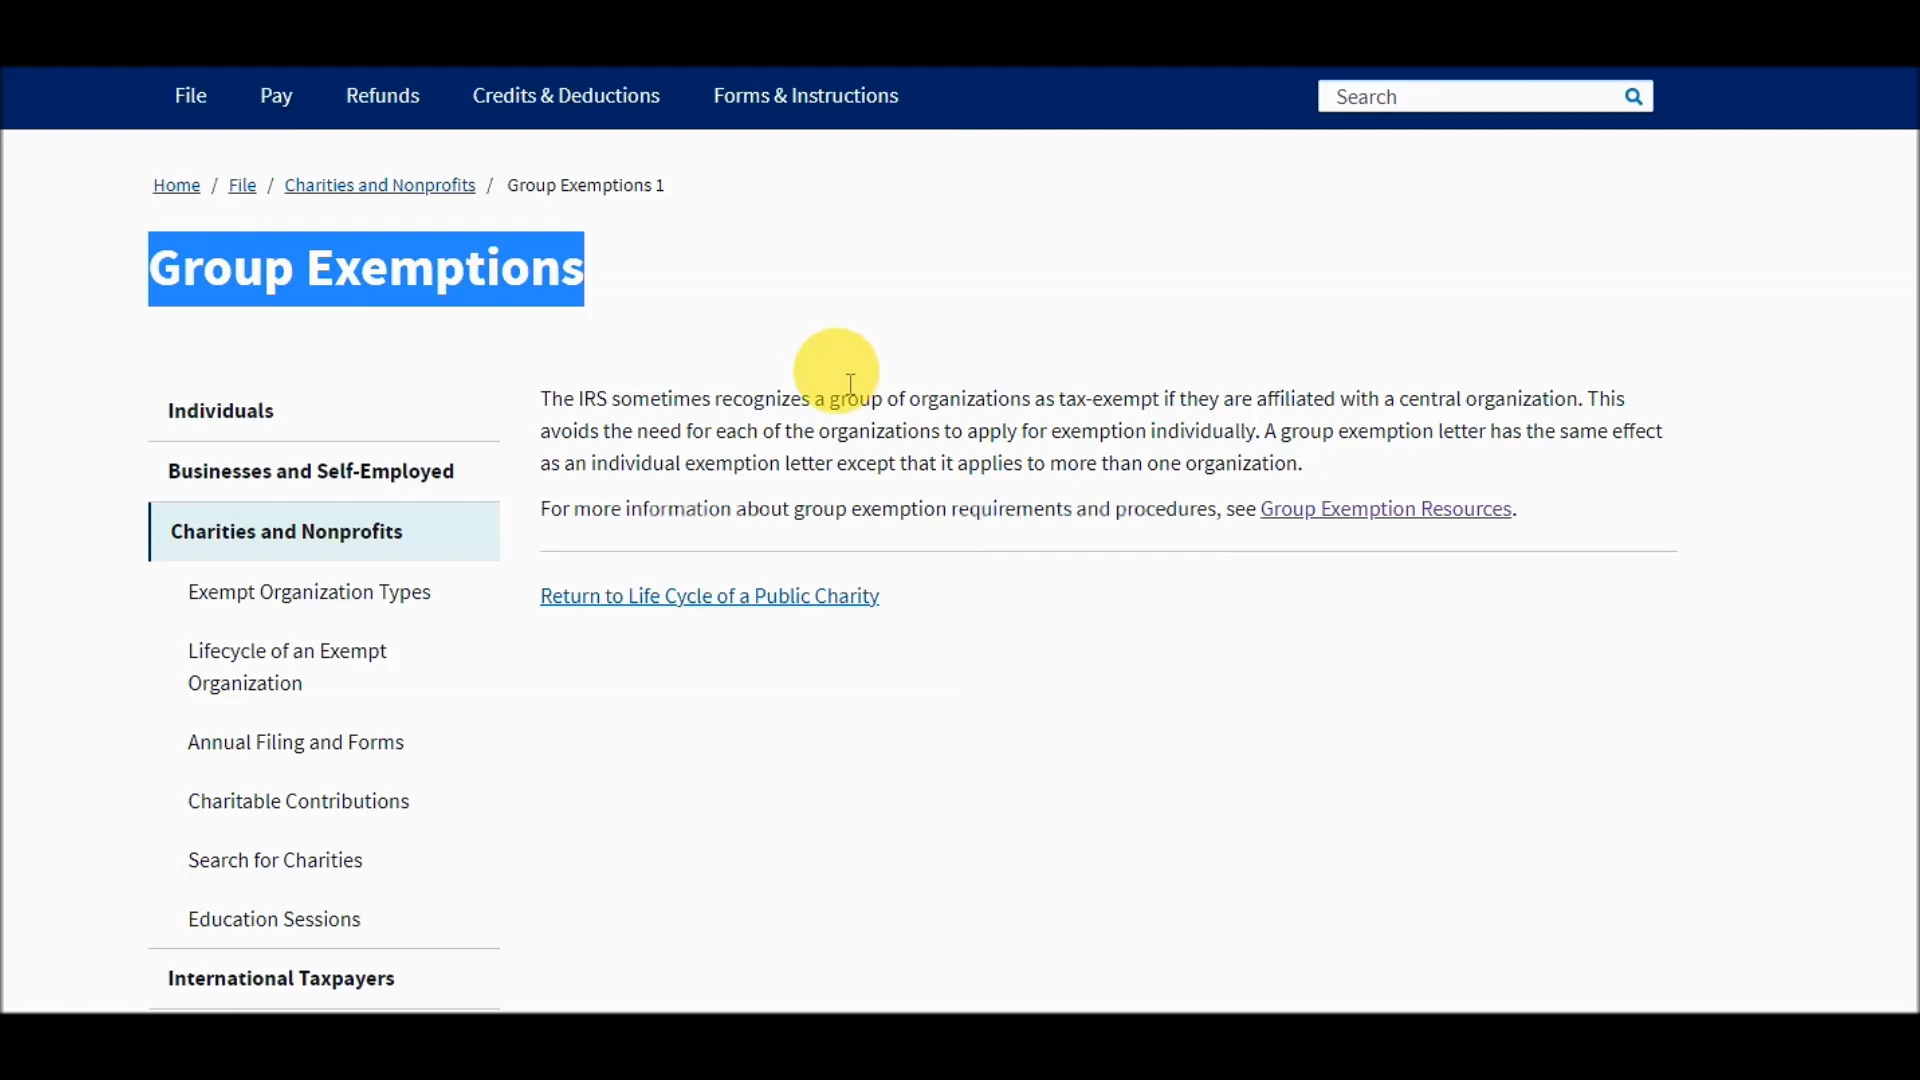 File Pay Refunds Credits & Deductions Forms & Instructions Search
Home / File / Charities and Nonprofits / Group Exemptions 1
Group Exemptions
Individuals
Businesses and Self-Employed
Charities and Nonprofits
Exempt Organization Types
Lifecycle of an Exempt
Organization
Annual Filing and Forms
Charitable Contributions
Search for Charities
Education Sessions
International Taxpayers
The IRS sometimes recognizes a group of organizations as tax-exempt if they are affiliated with a central organization. This
avoids the need for each of the organizations to apply for exemption individually. A group exemption letter has the same effect
as an individual exemption letter except that it applies to more than one organization.
For more information about group exemption requirements and procedures, see Group Exemption Resources.
Return to Life Cycle of a Public Charity